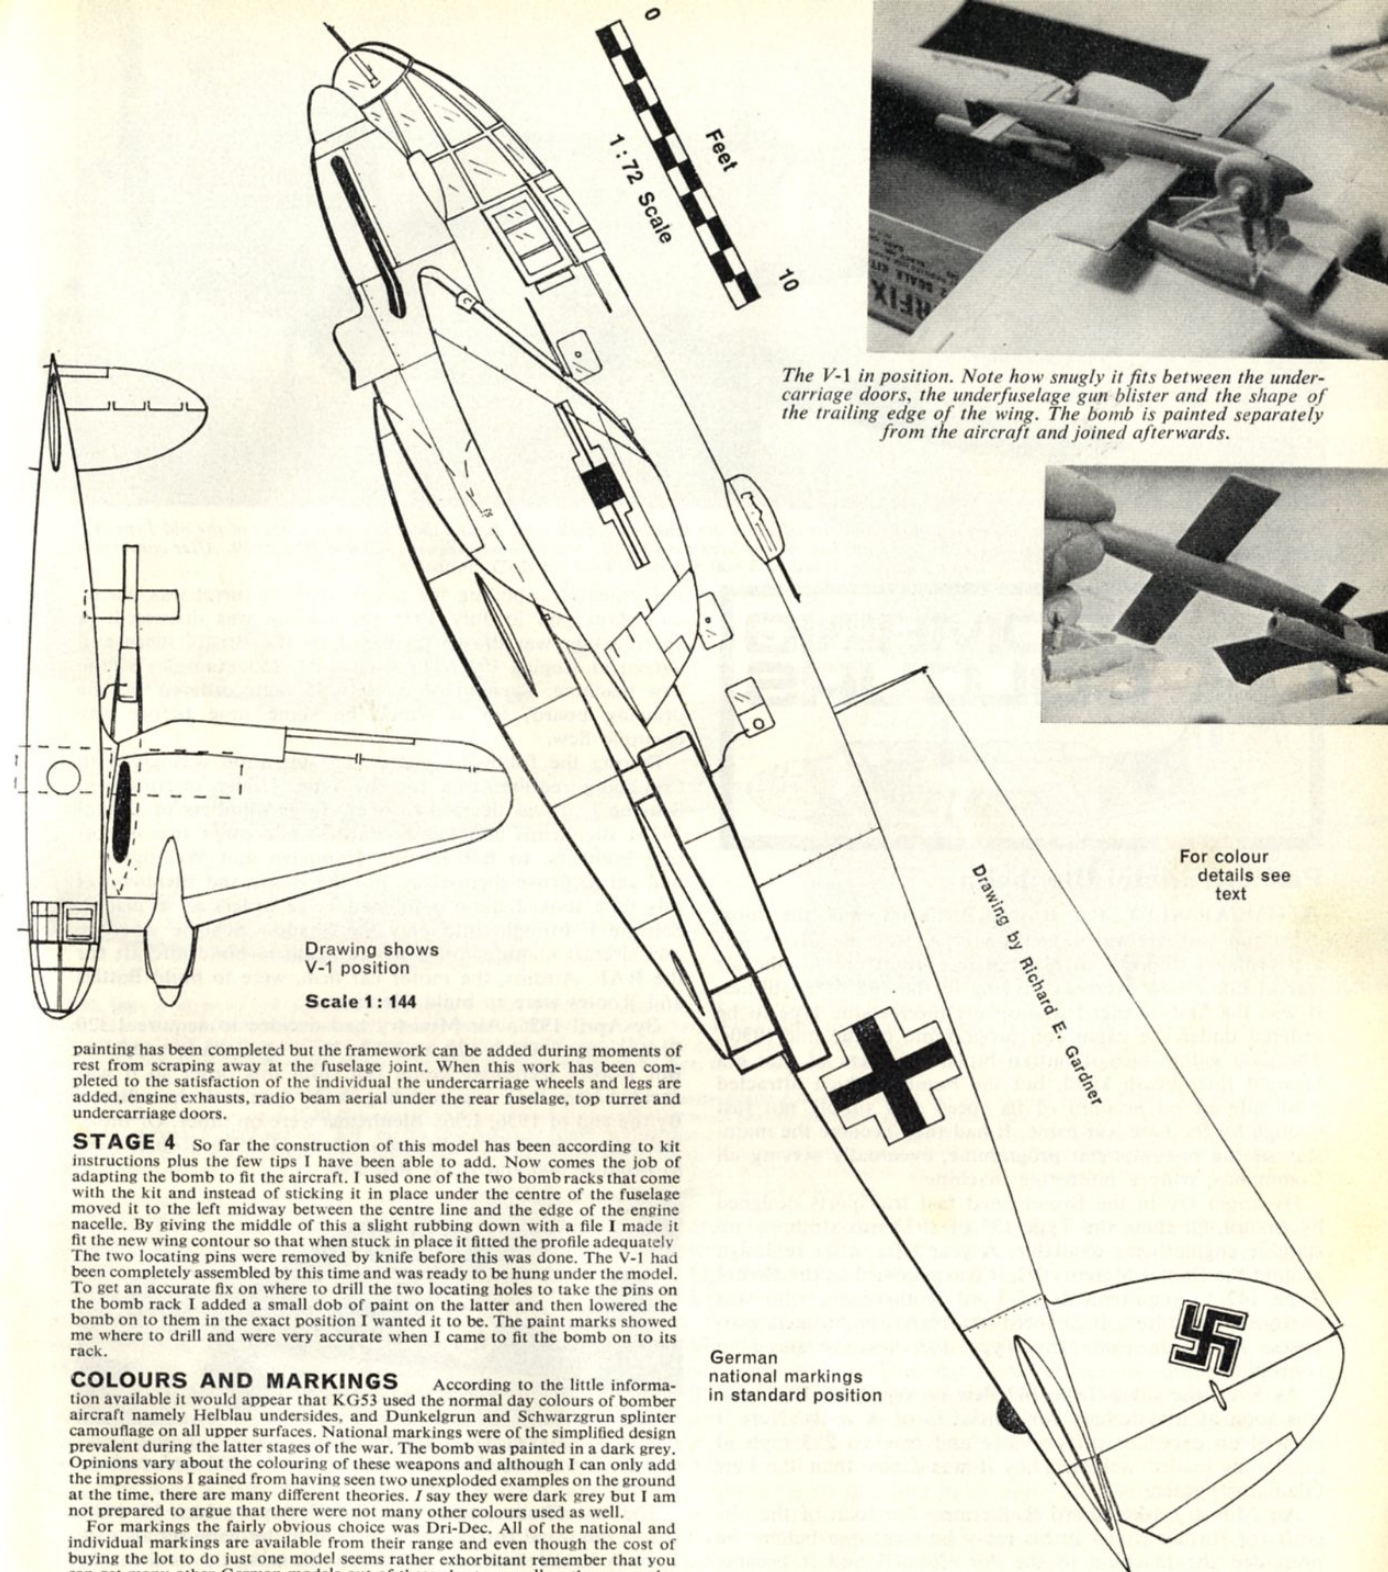 0
Feet
1:72 Scale
10
The V-1 in position. Note how snugly it fits between the under-
carriage doors, the underfuselage gun blister and the shape of
the trailing edge of the wing. The bomb is painted separately
from the aircraft and joined afterwards.
For colour
details see
text
Drawing by Richard E. Gardner
Drawing shows
V-1 position
Scale 1:144
painting has been completed but the framework can be added during moments of
rest from scraping away at the fuselage joint. When this work has been com-
pleted to the satisfaction of the individual the undercarriage wheels and legs are
added, engine exhausts, radio beam aerial under the rear fuselage, top turret and
undercarriage doors.
STAGE 4 So far the construction of this model has been according to kit
instructions plus the few tips I have been able to add. Now comes the job of
adapting the bomb to fit the aircraft. I used one of the two bomb racks that come
with the kit and instead of sticking it in place under the centre of the fuselage
moved it to the left midway between the centre line and the edge of the engine
nacelle. By giving the middle of this a slight rubbing down with a file I made it
fit the new wing contour so that when stuck in place it fitted the profile adequately
The two locating pins were removed by knife before this was done. The V-1 had
been completely assembled by this time and was ready to be hung under the model.
To get an accurate fix on where to drill the two locating holes to take the pins on
the bomb rack I added a small dob of paint on the latter and then lowered the
bomb on to them in the exact position I wanted it to be. The paint marks showed
me where to drill and were very accurate when I came to fit the bomb on to its
rack.
COLOURS AND MARKINGS According to the little informa-
tion available it would appear that KG53 used the normal day colours of bomber
aircraft namely Helblau undersides, and Dunkelgrun and Schwarzgrun splinter
camouflage on all upper surfaces. National markings were of the simplified design
prevalent during the latter stages of the war. The bomb was painted in a dark grey.
Opinions vary about the colouring of these weapons and although I can only add
the impressions I gained from having seen two unexploded examples on the ground
at the time, there are many different theories. I say they were dark grey but I am
not prepared to argue that there were not many other colours used as well.
For markings the fairly obvious choice was Dri-Dec. All of the national and
individual markings are available from their range and even though the cost of
buying the lot to do just one model seems rather exhorbitant remember that you
German
national markings
in standard position